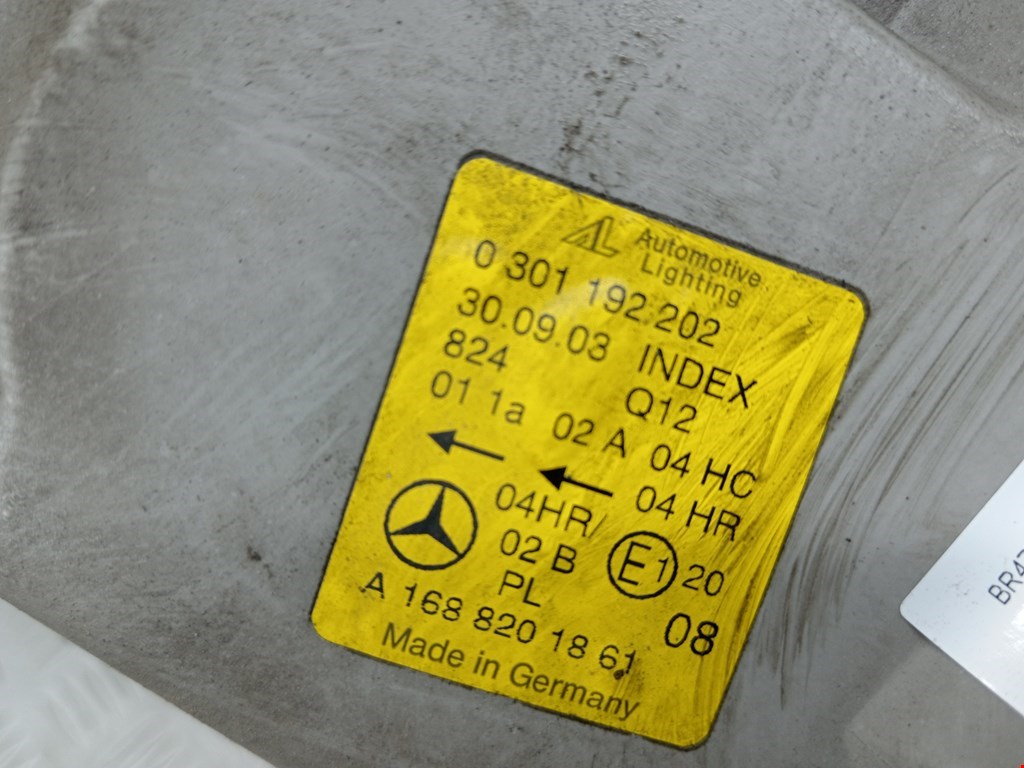 AL Automotive
Lighting
0 301 192 202
30.09.03 INDEX
824 Q12
01 1a 02 A 04 HC
04HR/ 04 HR
02 B E1 20
PL 08
A 168 820 18 61
Made in Germany